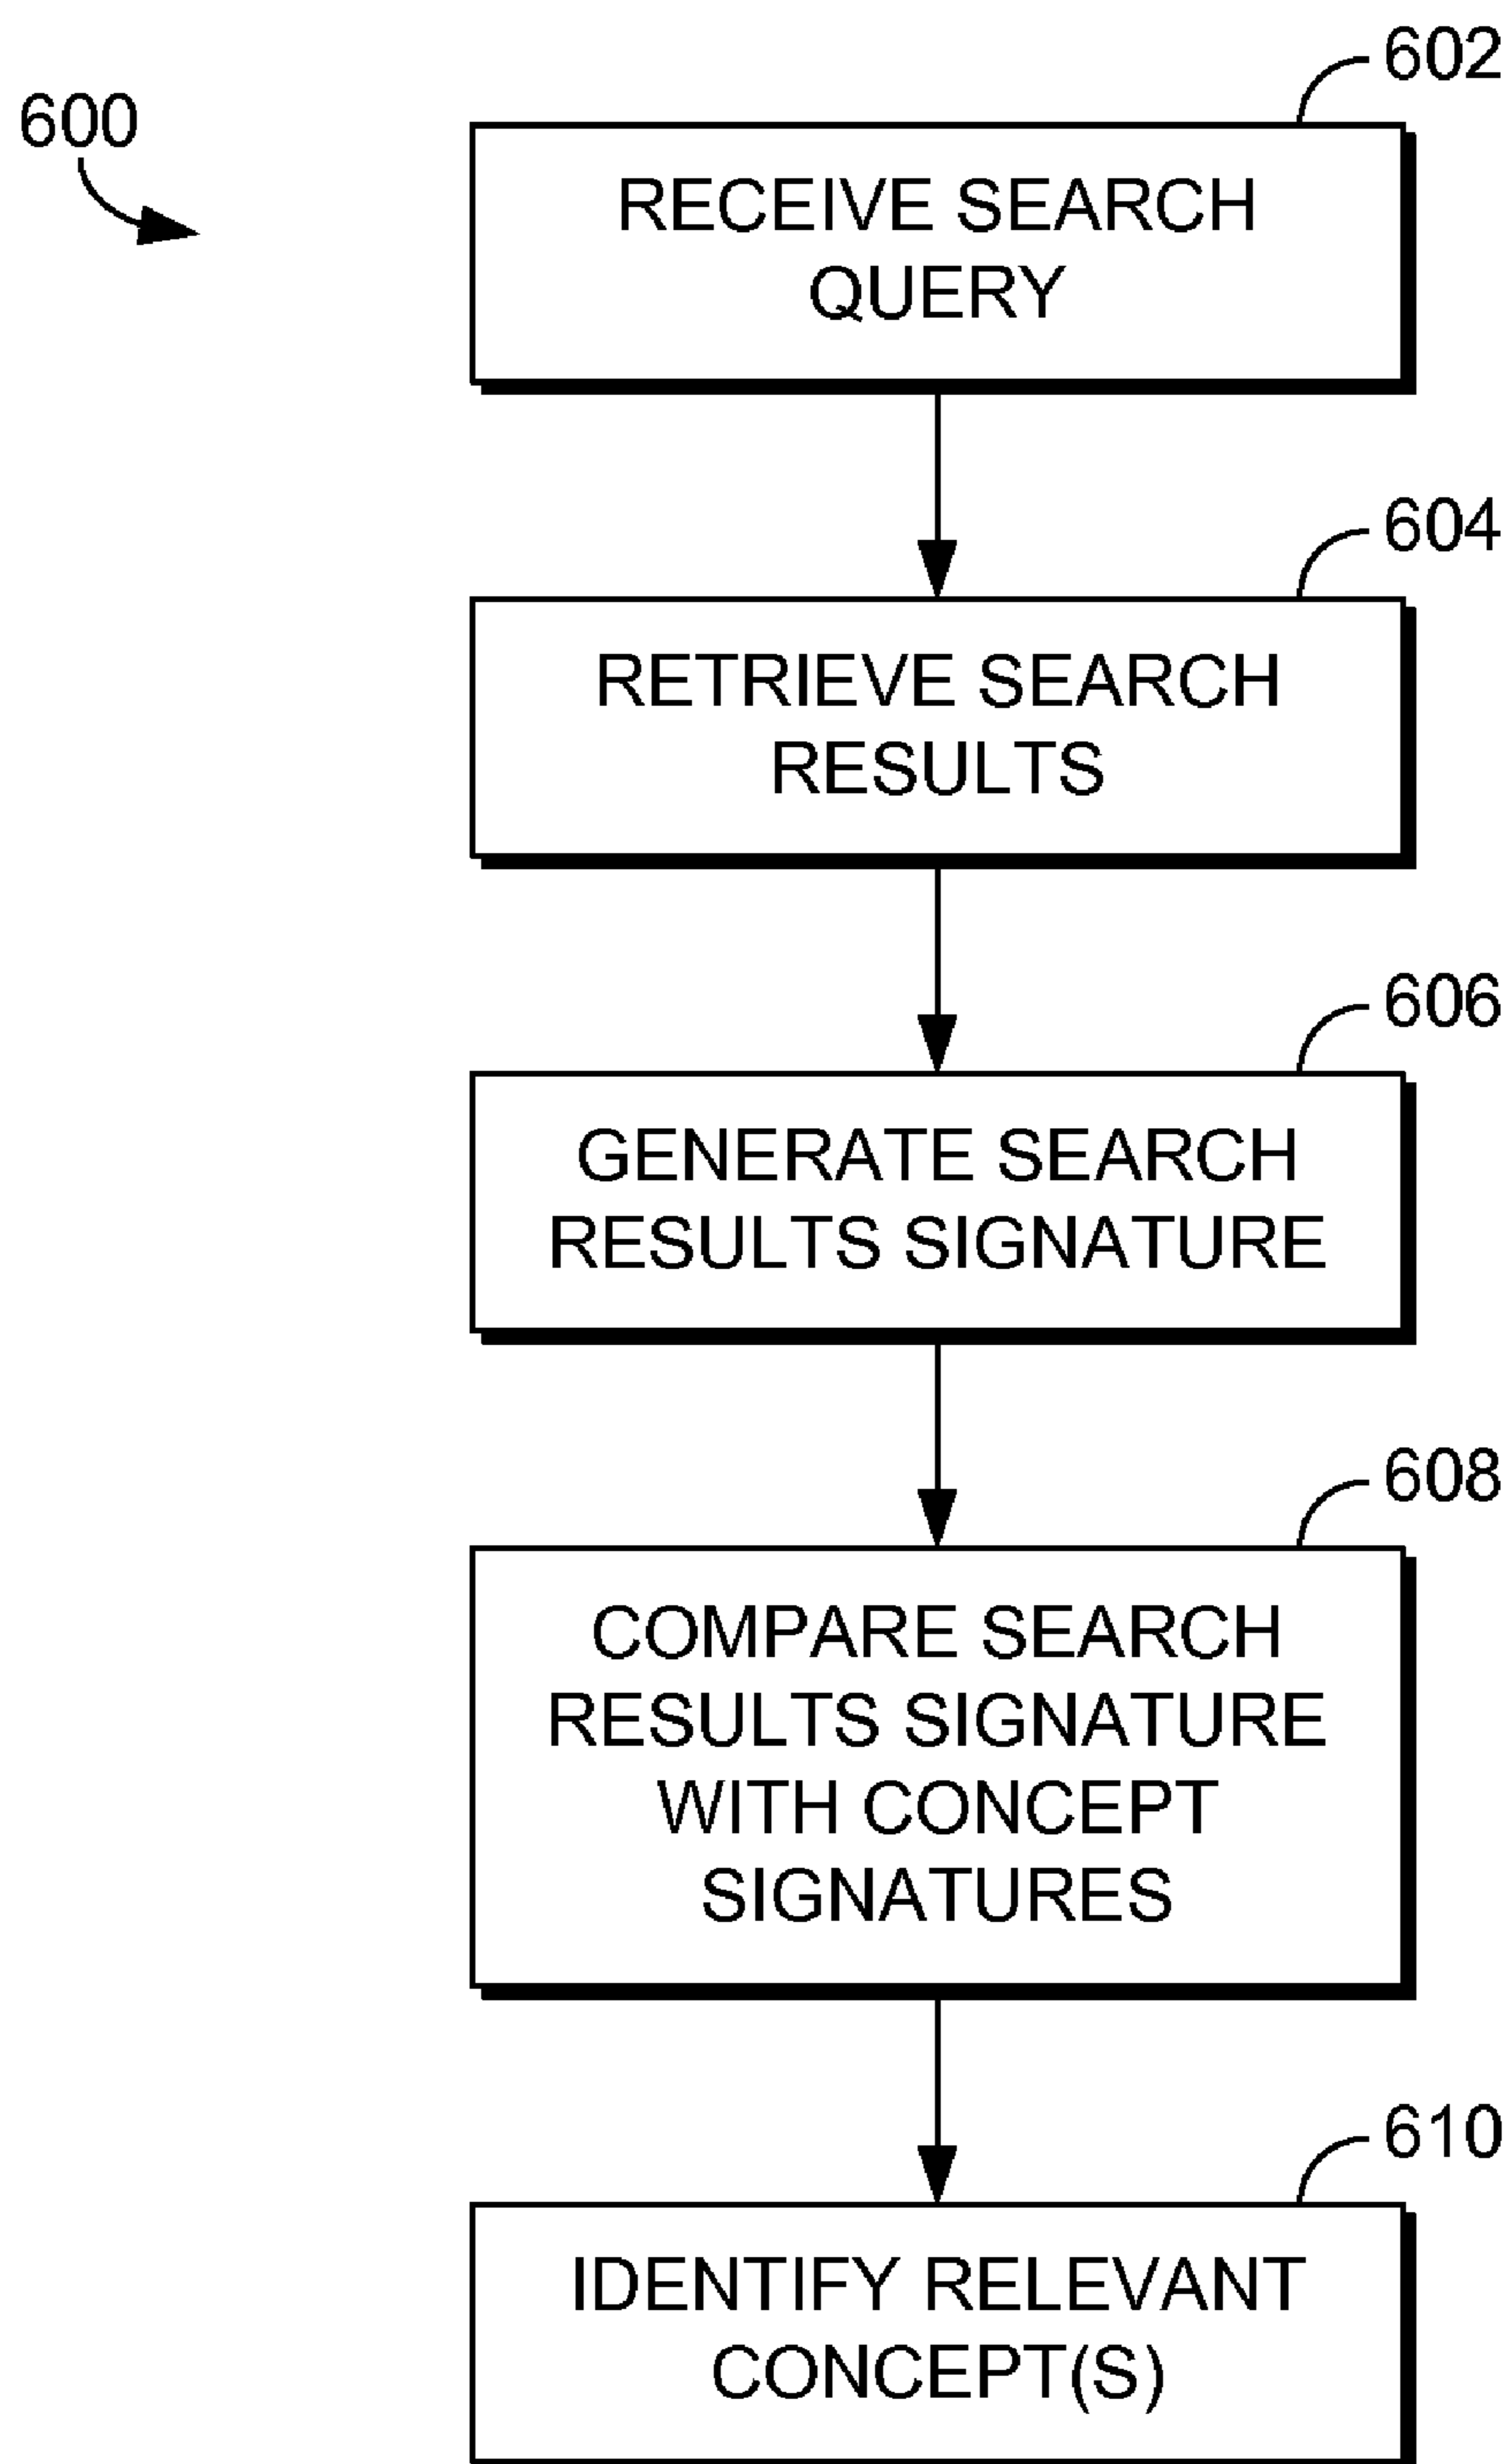 600
602
RECEIVE SEARCH
QUERY
604
RETRIEVE SEARCH
RESULTS
606
GENERATE SEARCH
RESULTS SIGNATURE
608
COMPARE SEARCH
RESULTS SIGNATURE
WITH CONCEPT
SIGNATURES
610
IDENTIFY RELEVANT
CONCEPT(S)